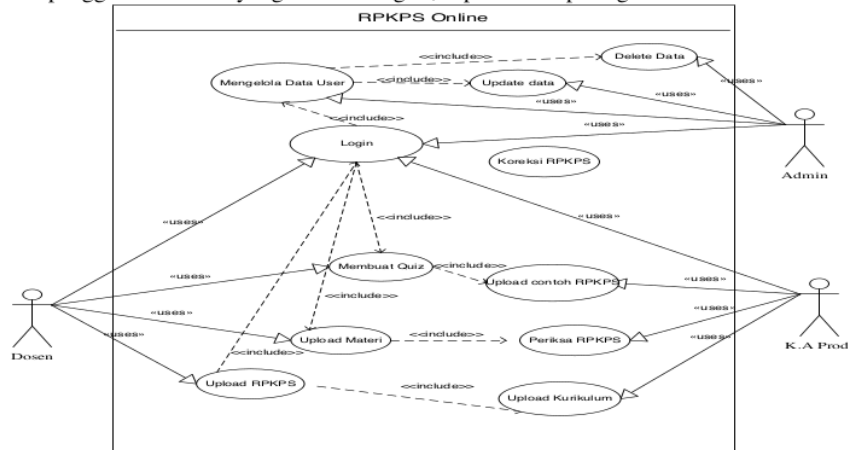 RPKPS Online
Delete Data
<<include>>
Mengelola Data User
<<include>>
Update data
«uses»
«uses»
<<include>>
«uses»
Login
Koreksi RPKPS
Admin
«uses»
<<include>>
«uses»
Membuat Quiz
<<include>>
«uses»
Upload contoh RPKPS
«uses»
<<include>>
«uses»
«uses»
«uses»
Upload Materi
<<include>>
Periksa RPKPS
Dosen
K.A Prod
<<include>>
Upload RPKPS
<<include>>
Upload Kurikulum